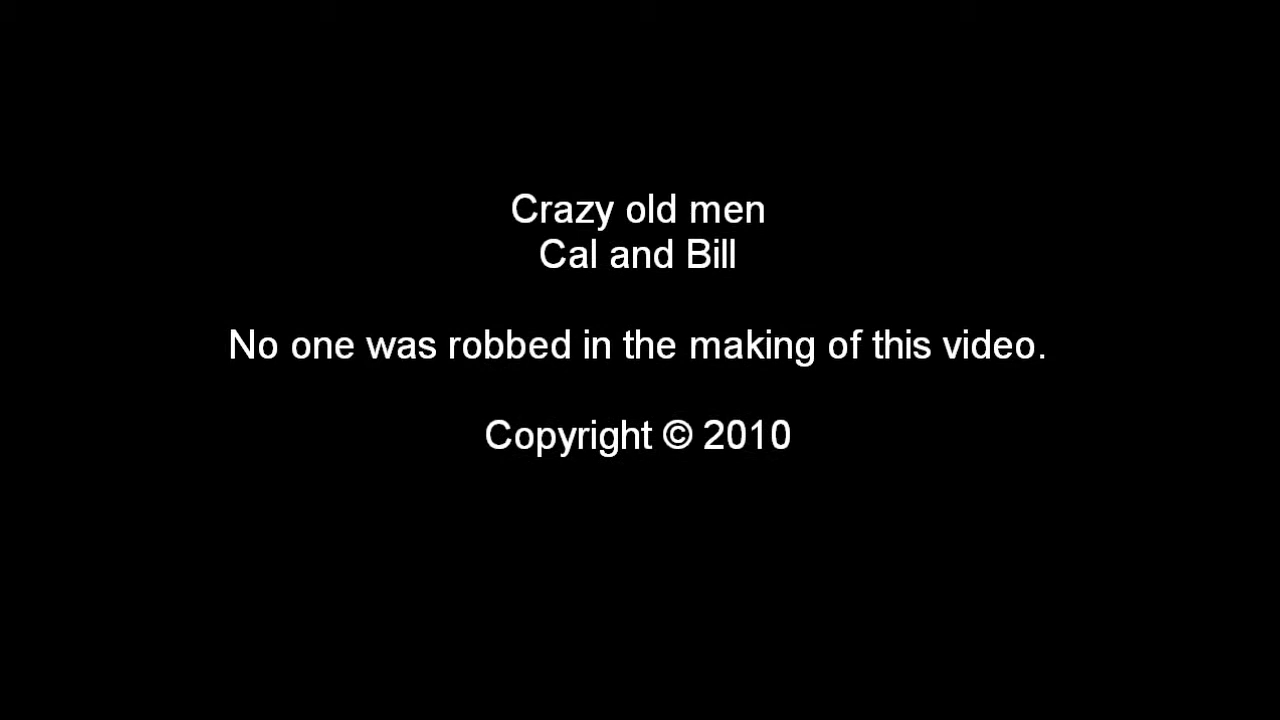 Crazy old men
Cal and Bill
No one was robbed in the making of this video.
Copyright © 2010